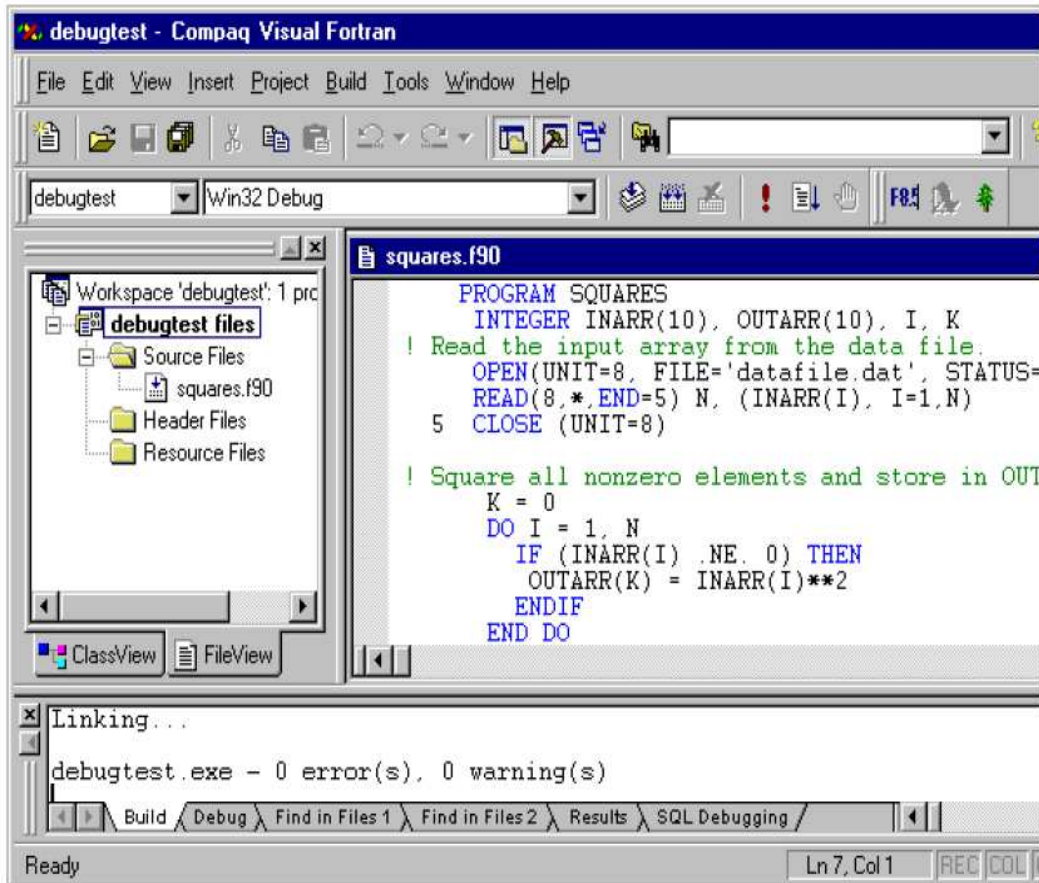 debugtest - Compaq Visual Fortran
File Edit View Insert Project Build Tools Window Help
debugtest Win32 Debug
F8.5
Workspace 'debugtest': 1 pro
debugtest files
Source Files
squares.f90
Header Files
Resource Files
ClassView FileView
squares.f90
PROGRAM SQUARES
INTEGER INARR(10), OUTARR(10), I, K
! Read the input array from the data file.
OPEN(UNIT=8, FILE='datafile.dat', STATUS=
READ(8,*,END=5) N, (INARR(I), I=1,N)
5 CLOSE (UNIT=8)
! Square all nonzero elements and store in OUT
K = 0
DO I = 1, N
IF (INARR(I) .NE. 0) THEN
OUTARR(K) = INARR(I)**2
ENDIF
END DO
Linking...
debugtest.exe - 0 error(s), 0 warning(s)
Build Debug Find in Files 1 Find in Files 2 Results SQL Debugging
Ready Ln 7, Col 1 REC COL